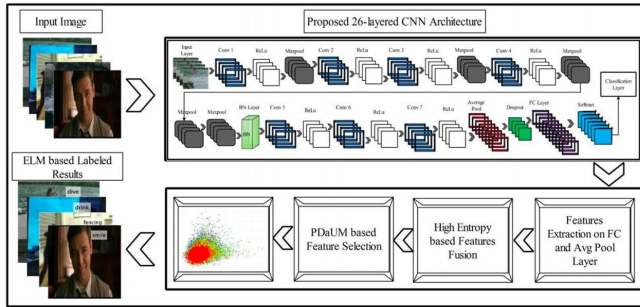 Input Image
Proposed 26-layered CNN Architecture
Input
Layer
Conv 1
ReLu
Maxpool
Conv 2
ReLu
Conv 3
ReLu
Maxpool
Conv 4
ReLu
Maxpool
Classification
Layer
Maxpool
Maxpool
BN Layer
BN
Conv 5
ReLu
Conv 6
ReLu
Conv 7
ReLu
Average
Pool
Dropout
FC Layer
Softmax
ELM based Labeled
Results
dive
drink
fencing
smile
PDaUM based
Feature Selection
High Entropy
based Features
Fusion
Features
Extraction on FC
and Avg Pool
Layer